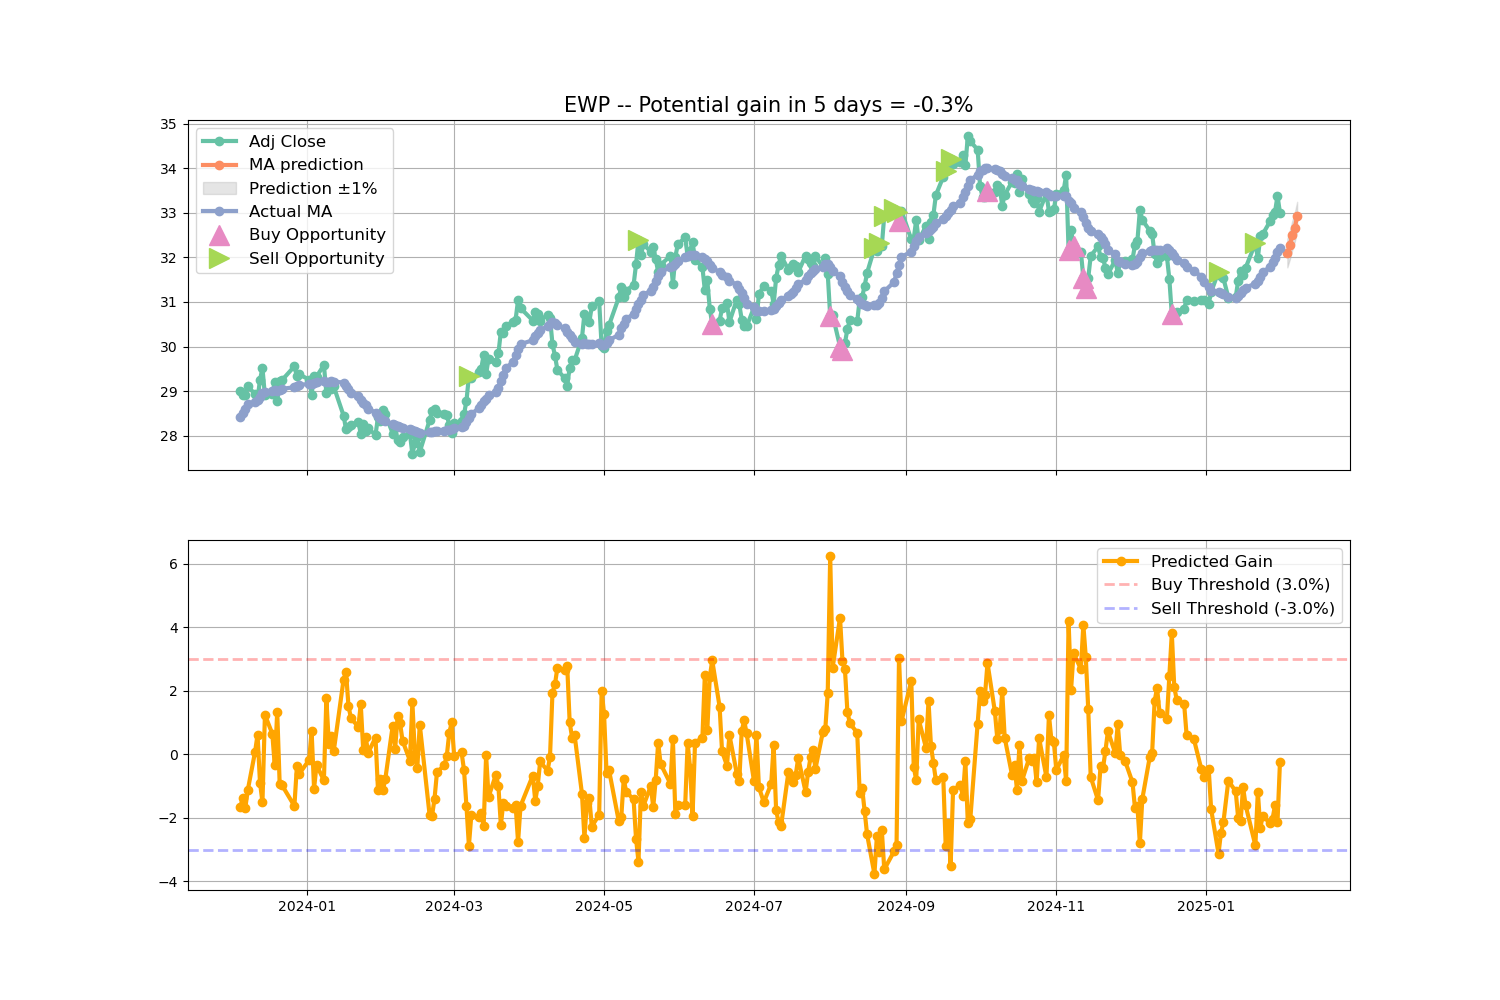 EWP -- Potential gain in 5 days = -0.3%
35
34
33
32
31
30
29
28
Adj Close
MA prediction
Prediction ±1%
Actual MA
Buy Opportunity
Sell Opportunity
6
4
2
0
−2
−4
Predicted Gain
Buy Threshold (3.0%)
Sell Threshold (-3.0%)
2024-01
2024-03
2024-05
2024-07
2024-09
2024-11
2025-01